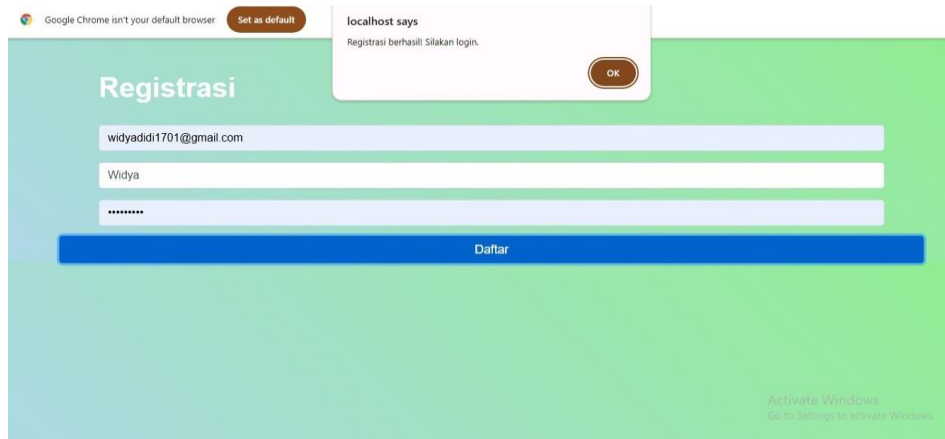 Google Chrome isn't your default browser
Set as default
localhost says
Registrasi berhasil! Silakan login.
OK
Registrasi
widyadidi1701@gmail.com
Widya
•••••••••
Daftar
Activate Windows
Go to Settings to activate Windows.